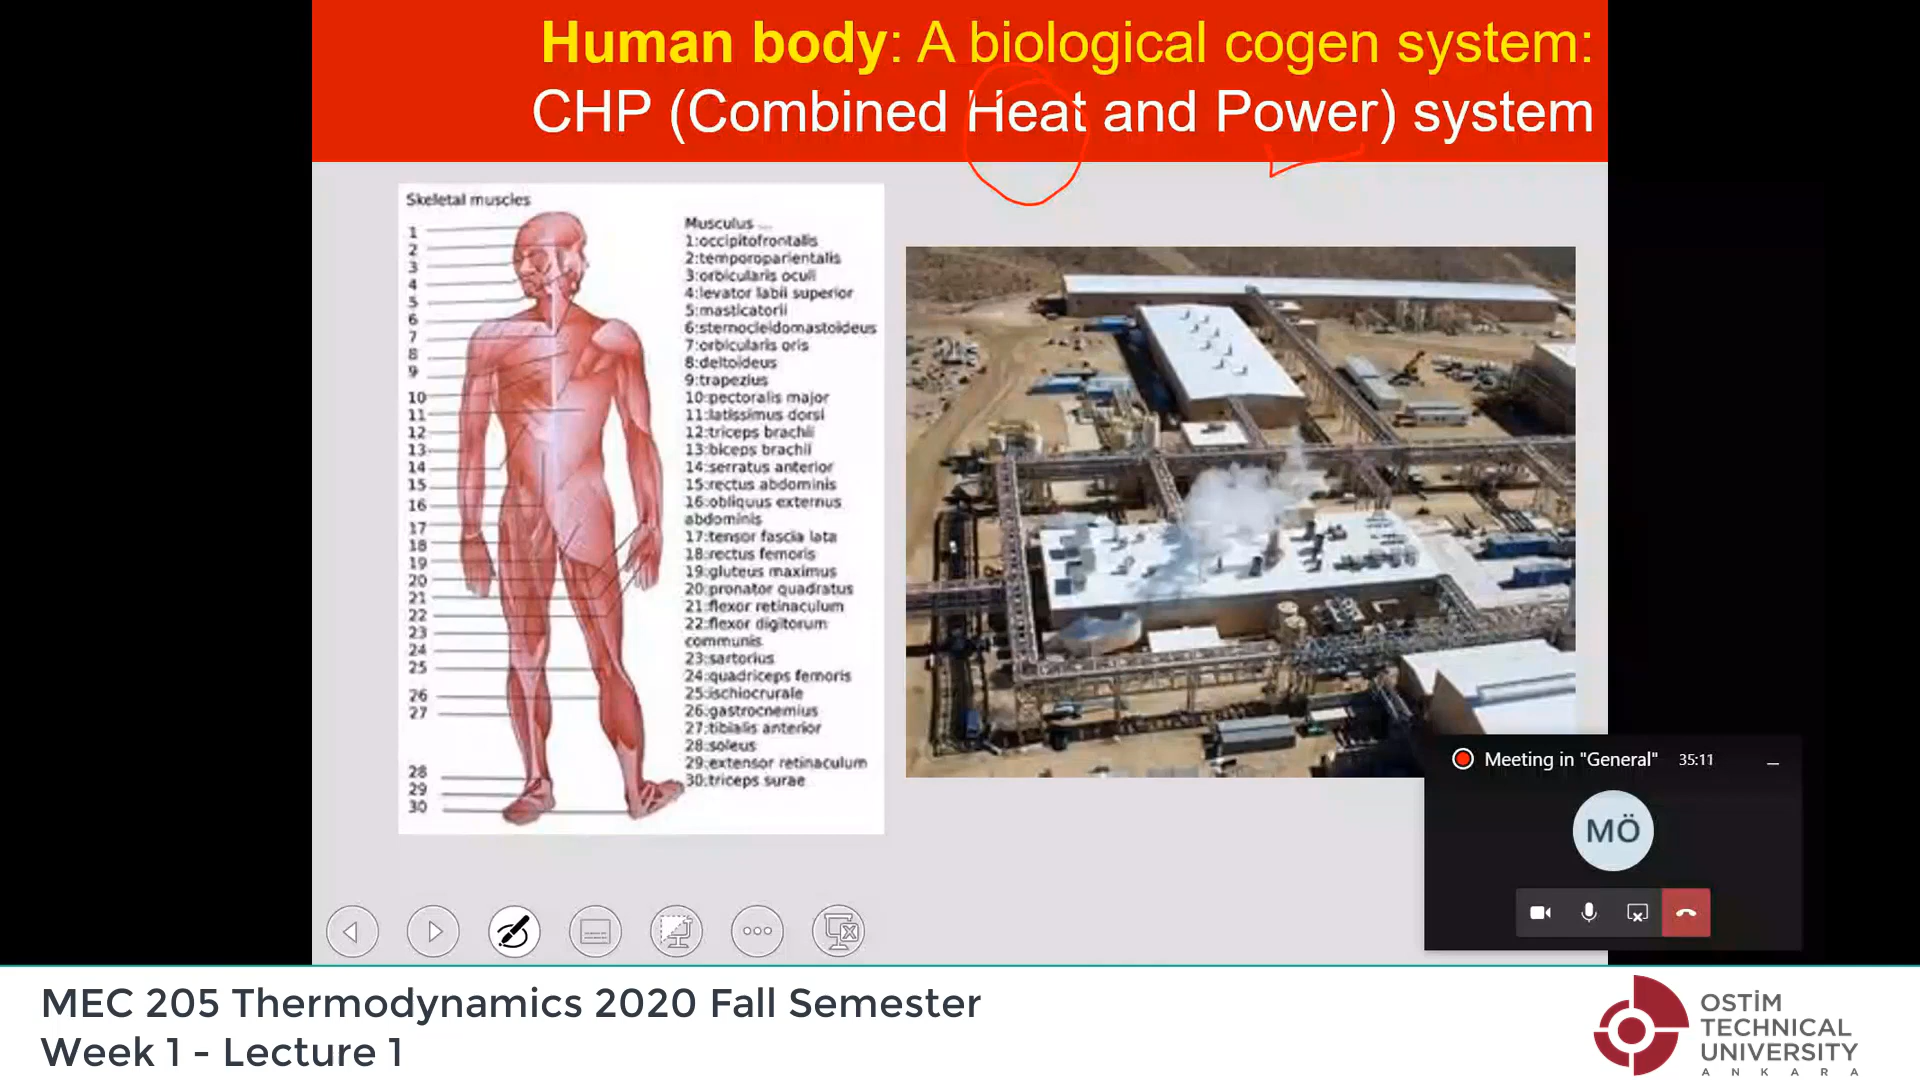 Human body: A biological cogen system:
CHP (Combined Heat and Power) system
Skeletal muscles
1
2
3
4
5
6
7
8
9
10
11
12
13
14
15
16
17
18
19
20
21
22
23
24
25
26
27
28
29
30
Musculus ...
1:occipitofrontalis
2:temporoparientalis
3:orbicularis oculi
4:levator labii superior
5:masticatorii
6:sternocleidomastoideus
7:orbicularis oris
8:deltoideus
9:trapezius
10:pectoralis major
11:latissimus dorsi
12:triceps brachii
13:biceps brachii
14:serratus anterior
15:rectus abdominis
16:obliquus externus
abdominis
17:tensor fascia lata
18:rectus femoris
19:gluteus maximus
20:pronator quadratus
21:flexor retinaculum
22:flexor digitorum
communis
23:sartorius
24:quadriceps femoris
25:ischiocrurale
26:gastrocnemius
27:tibialis anterior
28:soleus
29:extensor retinaculum
30:triceps surae
Meeting in "General" 35:11
MÖ
MEC 205 Thermodynamics 2020 Fall Semester
Week 1 - Lecture 1
OSTİM
TECHNICAL
UNIVERSITY
ANKARA